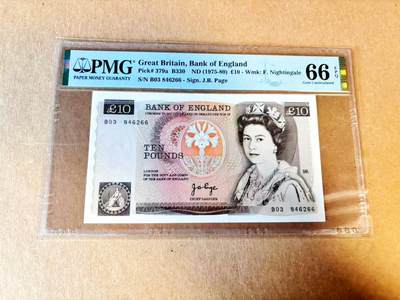 PMG
PAPER MONEY GUARANTY
Great Britain, Bank of England
Pick# 379a B330 ND (1975-80) £10 - Wmk: F. Nightingale
S/N B03 846266 - Sign. J.B. Page
66 EPQ
Gem Uncirculated
£10
BANK OF ENGLAND
£10
B03 846266
TEN
POUNDS
LONDON
FOR THE GOVR AND COMPA
OF THE BANK OF ENGLAND
CHIEF CASHIER
B03 846266